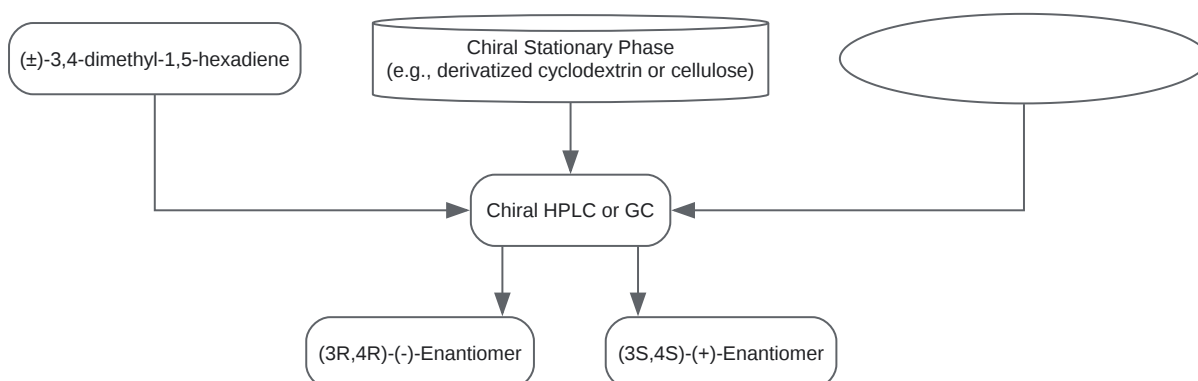 (±)-3,4-dimethyl-1,5-hexadiene
Chiral Stationary Phase
(e.g., derivatized cyclodextrin or cellulose)
Chiral HPLC or GC
(3R,4R)-(-)-Enantiomer
(3S,4S)-(+)-Enantiomer